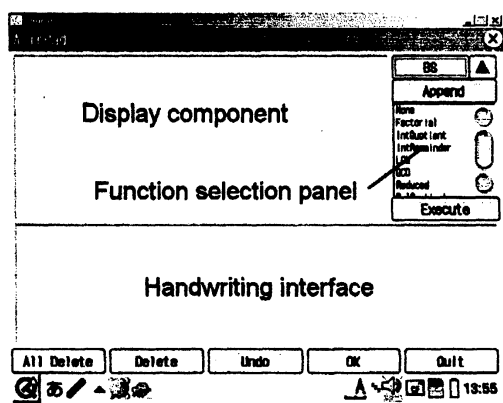 BS
Append
Display component
None
Factorial
IntQuotient
IntRemainder
LCM
GCD
Reduced
Function selection panel
Execute
Handwriting interface
All Delete Delete Undo OK Quit
あ A 13:55